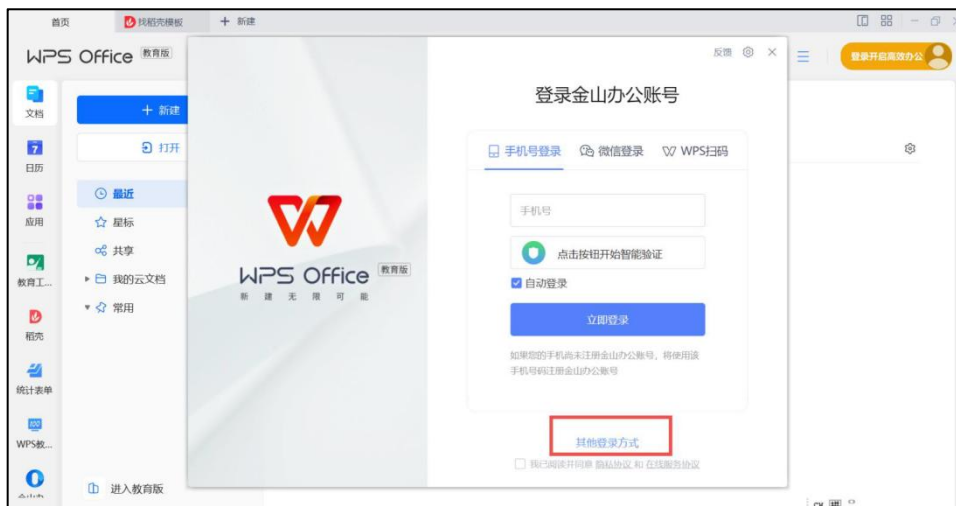 首页
找稻壳模板
新建
WPS Office 教育版
登录开启高效办公
文档
日历
应用
教育工...
稻壳
统计表单
WPS教...
新建
打开
最近
星标
共享
我的云文档
常用
进入教育版
WPS Office 教育版
新建无限可能
反馈
登录金山办公账号
手机号登录 微信登录 WPS扫码
手机号
点击按钮开始智能验证
自动登录
立即登录
如果您的手机尚未注册金山办公账号，将使用该
手机号码注册金山办公账号
其他登录方式
我已阅读并同意 隐私协议 和 在线服务协议